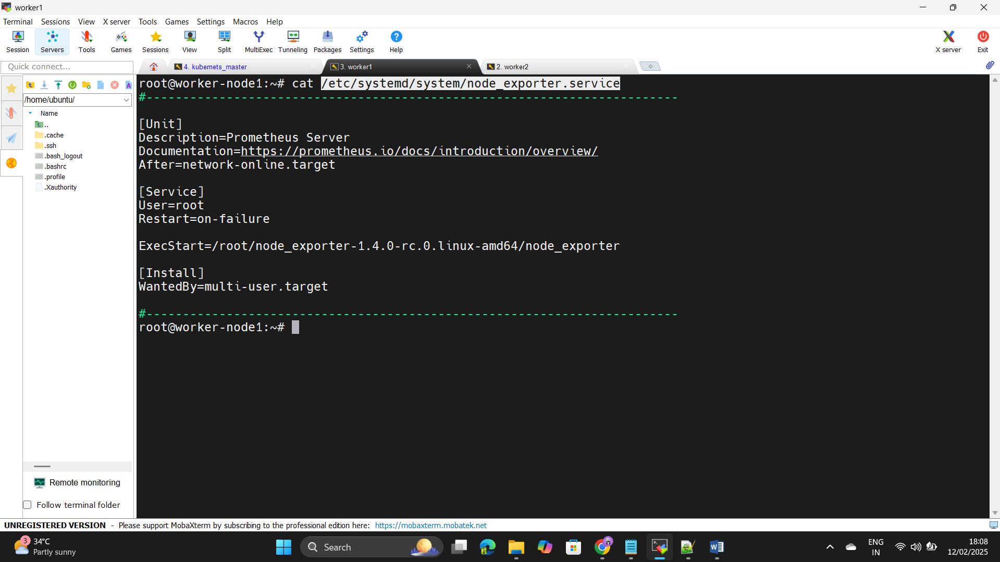 worker1
Terminal Sessions View X server Tools Games Settings Macros Help
Session Servers Tools Games Sessions View Split MultiExec Tunneling Packages Settings Help X server Exit
Quick connect...
4. kubernets_master
3. worker1
2. worker2
/home/ubuntu/
Name
..
.cache
.ssh
.bash_logout
.bashrc
.profile
.Xauthority
Remote monitoring
Follow terminal folder
root@worker-node1:~# cat /etc/systemd/system/node_exporter.service
#-------------------------------------------------------------------------
[Unit]
Description=Prometheus Server
Documentation=https://prometheus.io/docs/introduction/overview/
After=network-online.target
[Service]
User=root
Restart=on-failure
ExecStart=/root/node_exporter-1.4.0-rc.0.linux-amd64/node_exporter
[Install]
WantedBy=multi-user.target
#-------------------------------------------------------------------------
root@worker-node1:~#
UNREGISTERED VERSION - Please support MobaXterm by subscribing to the professional edition here: https://mobaxterm.mobatek.net
3
34°C
Partly sunny
Search
ENG
IN
18:08
12/02/2025